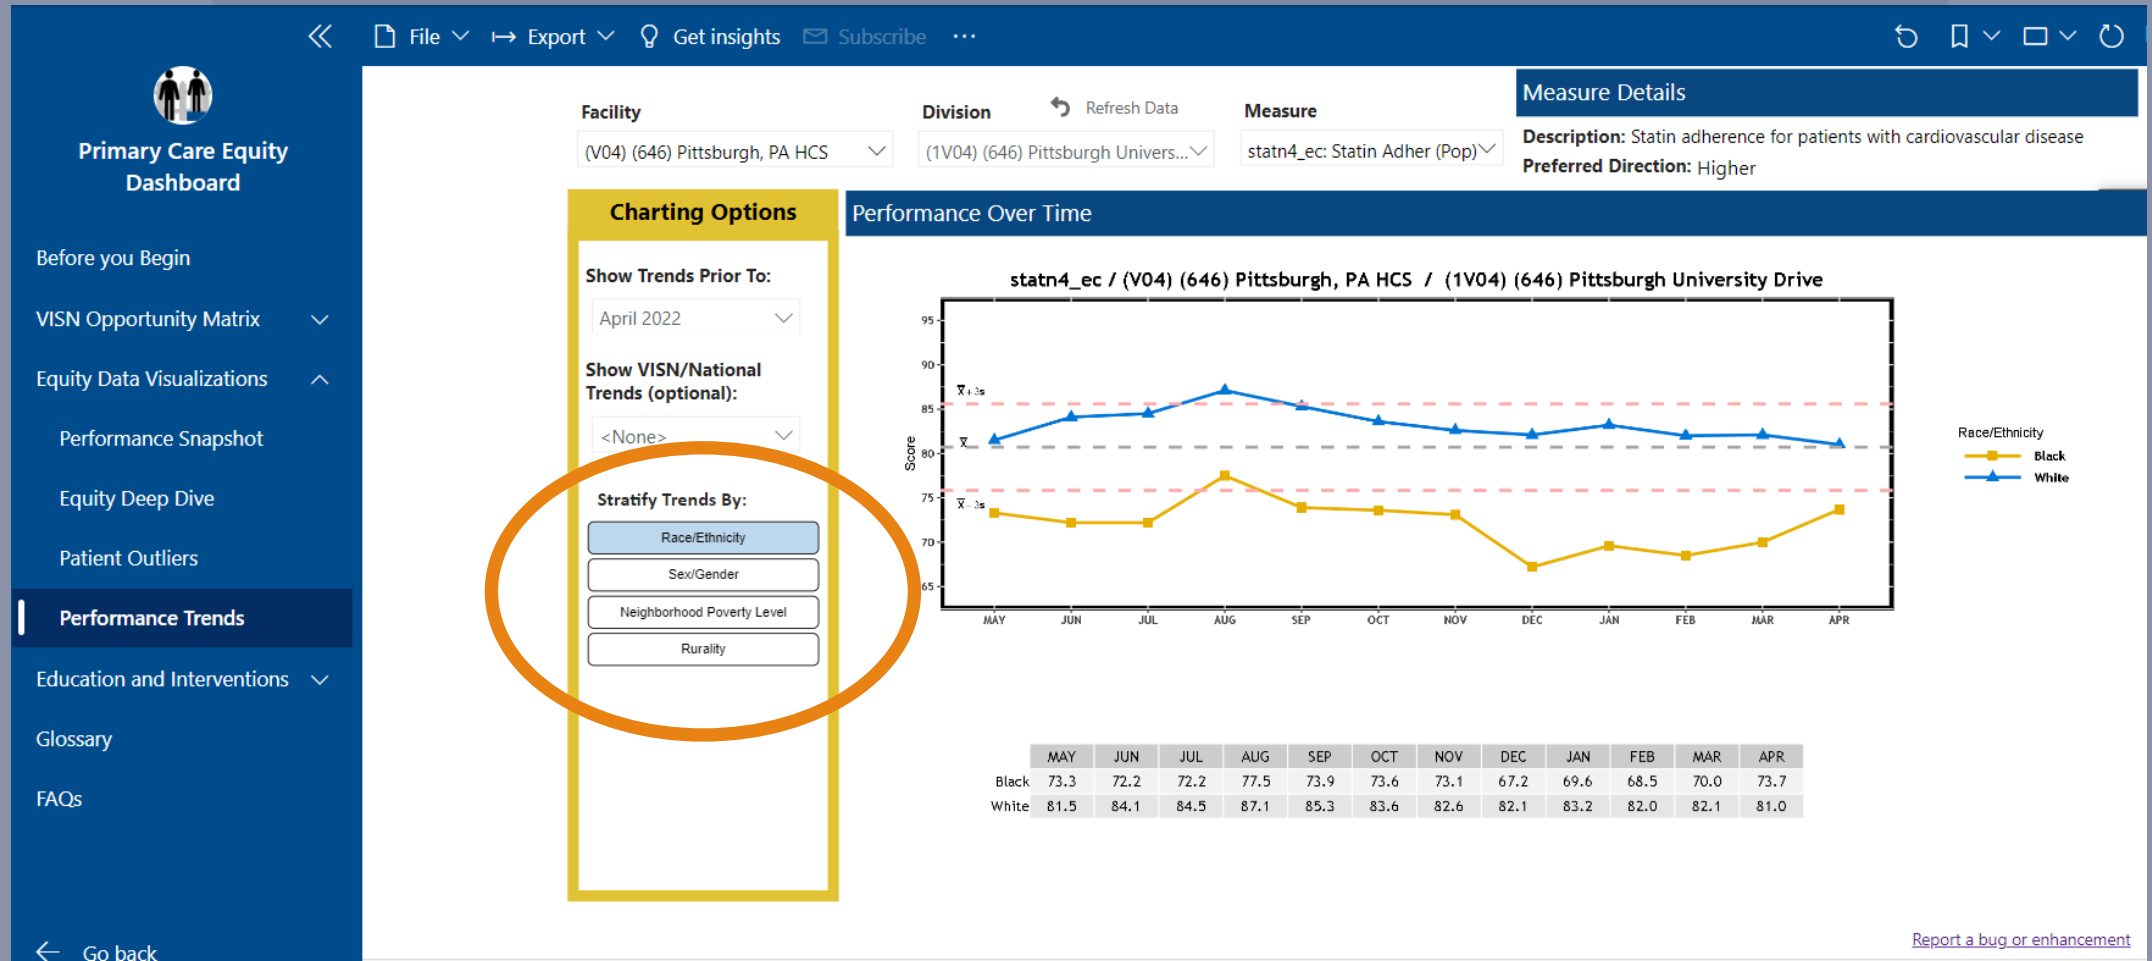 File
Export
Get insights
Subscribe
Primary Care Equity
Dashboard
Before you Begin
VISN Opportunity Matrix
Equity Data Visualizations
Performance Snapshot
Equity Deep Dive
Patient Outliers
Performance Trends
Education and Interventions
Glossary
FAQs
Go back
Facility
(V04) (646) Pittsburgh, PA HCS
Division
Refresh Data
(1V04) (646) Pittsburgh Univers...
Measure
statn4_ec: Statin Adher (Pop)
Measure Details
Description: Statin adherence for patients with cardiovascular disease
Preferred Direction: Higher
Charting Options
Show Trends Prior To:
April 2022
Show VISN/National
Trends (optional):
<None>
Stratify Trends By:
Race/Ethnicity
Sex/Gender
Neighborhood Poverty Level
Rurality
Performance Over Time
statn4_ec / (V04) (646) Pittsburgh, PA HCS / (1V04) (646) Pittsburgh University Drive
Score
95
90
85
80
75
70
65
X̄+3s
X̄
X̄-3s
MAY JUN JUL AUG SEP OCT NOV DEC JAN FEB MAR APR
Race/Ethnicity
Black
White
MAY JUN JUL AUG SEP OCT NOV DEC JAN FEB MAR APR
Black 73.3 72.2 72.2 77.5 73.9 73.6 73.1 67.2 69.6 68.5 70.0 73.7
White 81.5 84.1 84.5 87.1 85.3 83.6 82.6 82.1 83.2 82.0 82.1 81.0
Report a bug or enhancement